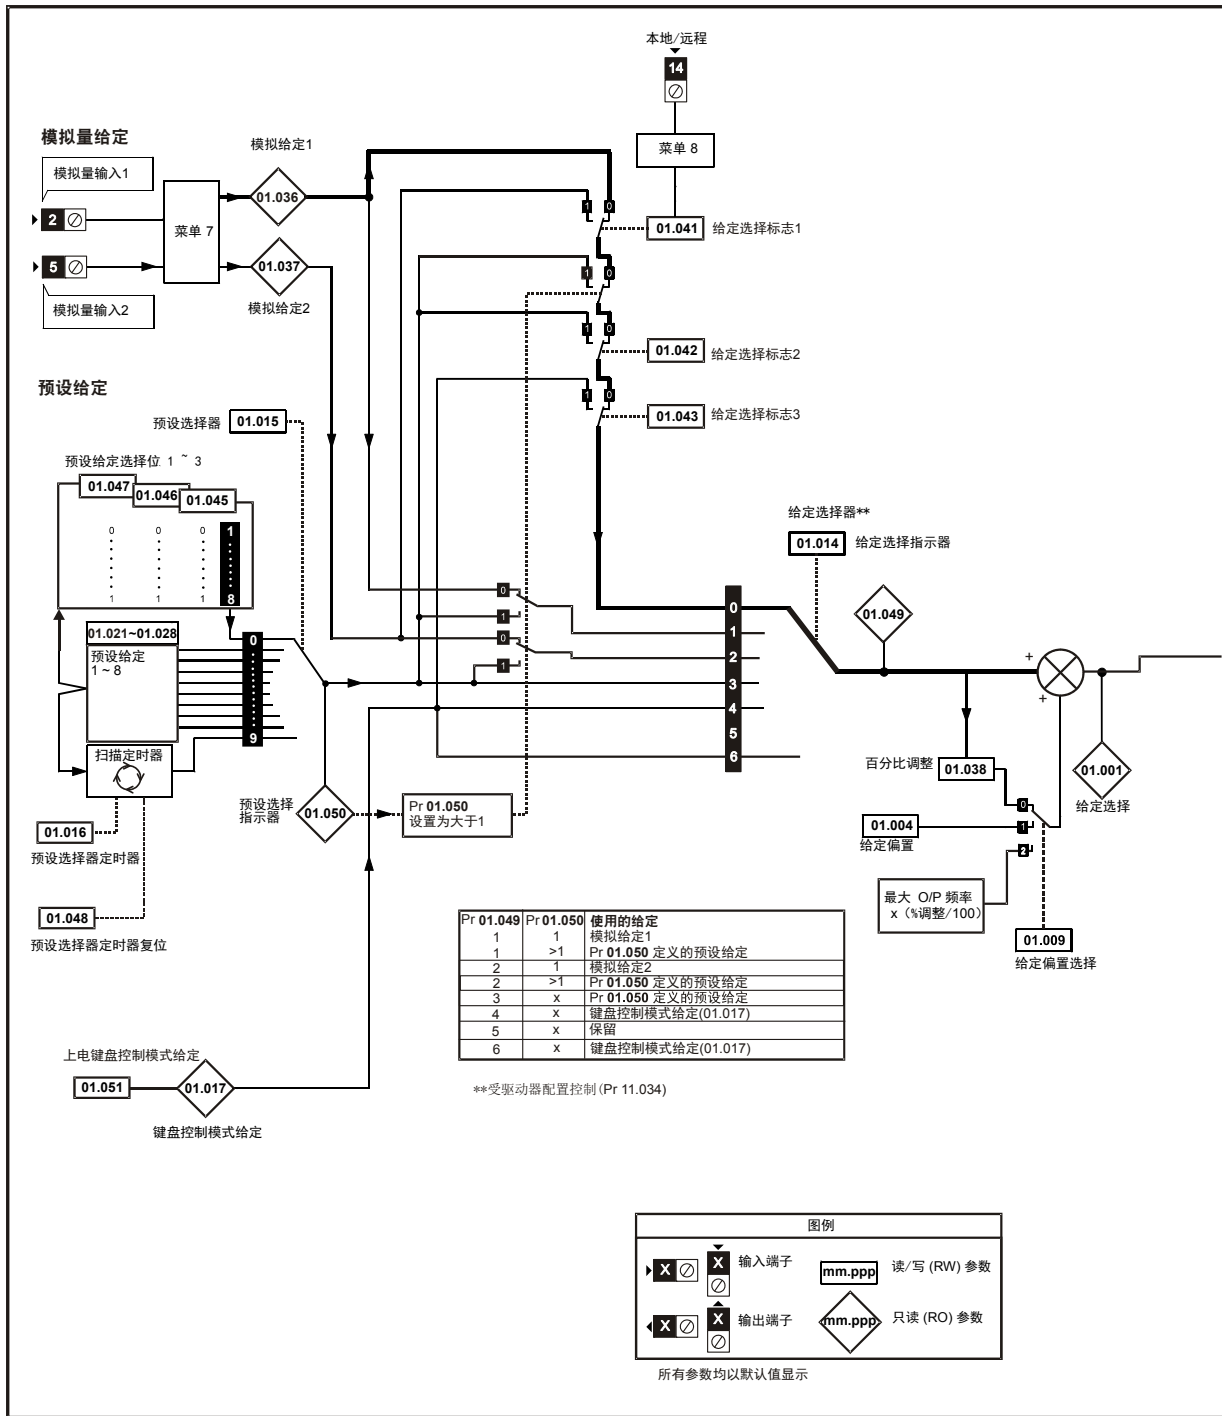 本地/远程
14
菜单 8
模拟量给定
模拟量输入1
2
菜单 7
5
模拟量输入2
模拟给定1
01.036
01.037
模拟给定2
1
0
01.041
给定选择标志1
1
0
1
0
01.042
给定选择标志2
1
0
01.043
给定选择标志3
预设给定
预设选择器
01.015
预设给定选择位 1 ~ 3
01.047
01.046
01.045
0 0 0 1
1 1 1 8
01.021~01.028
预设给定
1 ~ 8
0
9
扫描定时器
01.016
预设选择器定时器
01.048
预设选择器定时器复位
预设选择
指示器
01.050
Pr 01.050
设置为大于1
0
1
0
1
0
1
2
3
4
5
6
给定选择器**
01.014
给定选择指示器
01.049
+
+
百分比调整
01.038
01.001
给定选择
01.004
给定偏置
0
1
2
最大 O/P 频率
x（%调整/100）
01.009
给定偏置选择
Pr 01.049 Pr 01.050 使用的给定
1 1 模拟给定1
1 >1 Pr 01.050 定义的预设给定
2 1 模拟给定2
2 >1 Pr 01.050 定义的预设给定
3 x Pr 01.050 定义的预设给定
4 x 键盘控制模式给定(01.017)
5 x 保留
6 x 键盘控制模式给定(01.017)
**受驱动器配置控制(Pr 11.034)
上电键盘控制模式给定
01.051
01.017
键盘控制模式给定
图例
X
X
输入端子
mm.ppp
读/写 (RW) 参数
X
X
输出端子
mm.ppp
只读 (RO) 参数
所有参数均以默认值显示